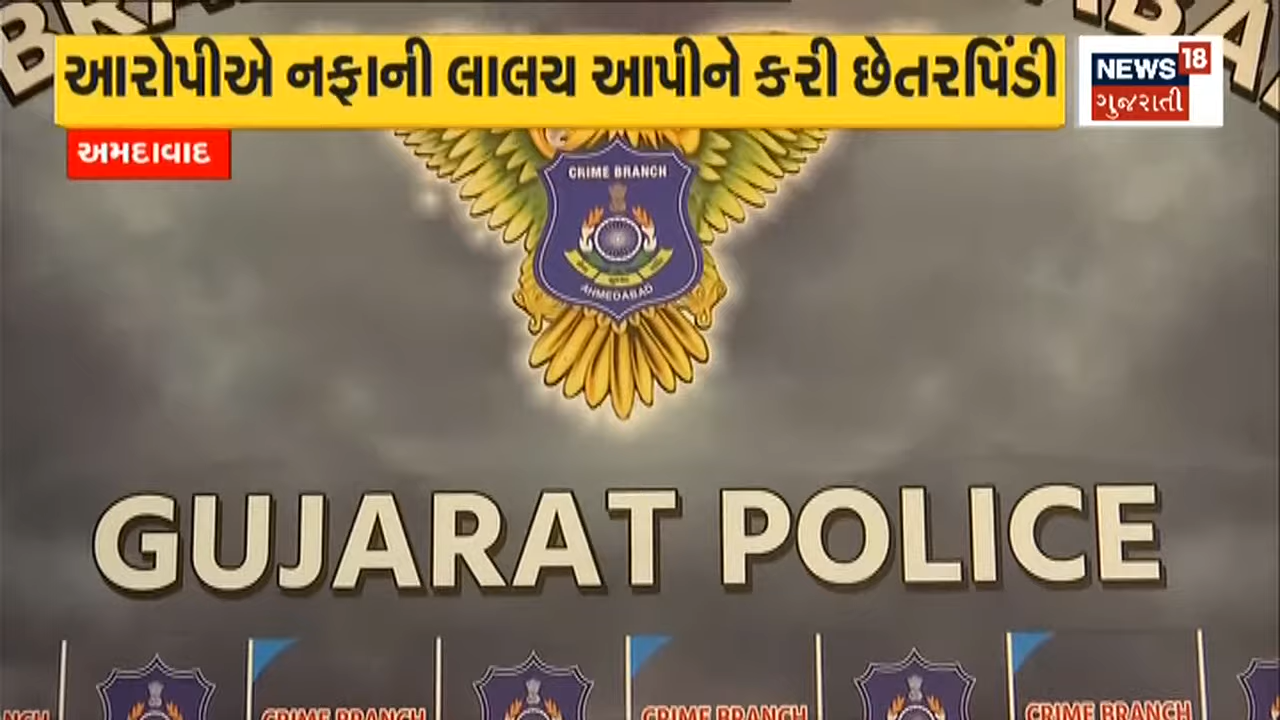 આરોપીએ નફાની લાલચ આપીને કરી છેતરપિંડી
NEWS 18
ગુજરાતી
અમદાવાદ
CRIME BRANCH
AHMEDABAD
GUJARAT POLICE
CRIME BRANCH
CRIME BRANCH
CRIME BRANCH